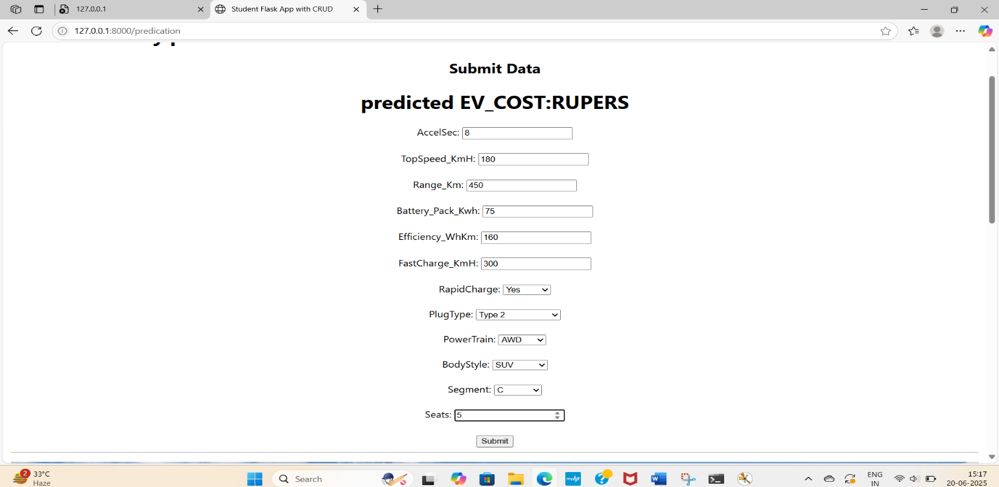 127.0.0.1
Student Flask App with CRUD
127.0.0.1:8000/predication
Submit Data
predicted EV_COST:RUPERS
AccelSec: 8
TopSpeed_KmH: 180
Range_Km: 450
Battery_Pack_Kwh: 75
Efficiency_WhKm: 160
FastCharge_KmH: 300
RapidCharge: Yes
PlugType: Type 2
PowerTrain: AWD
BodyStyle: SUV
Segment: C
Seats: 5
Submit
2
33°C
Haze
Search
myhp
ENG
IN
15:17
20-06-2025